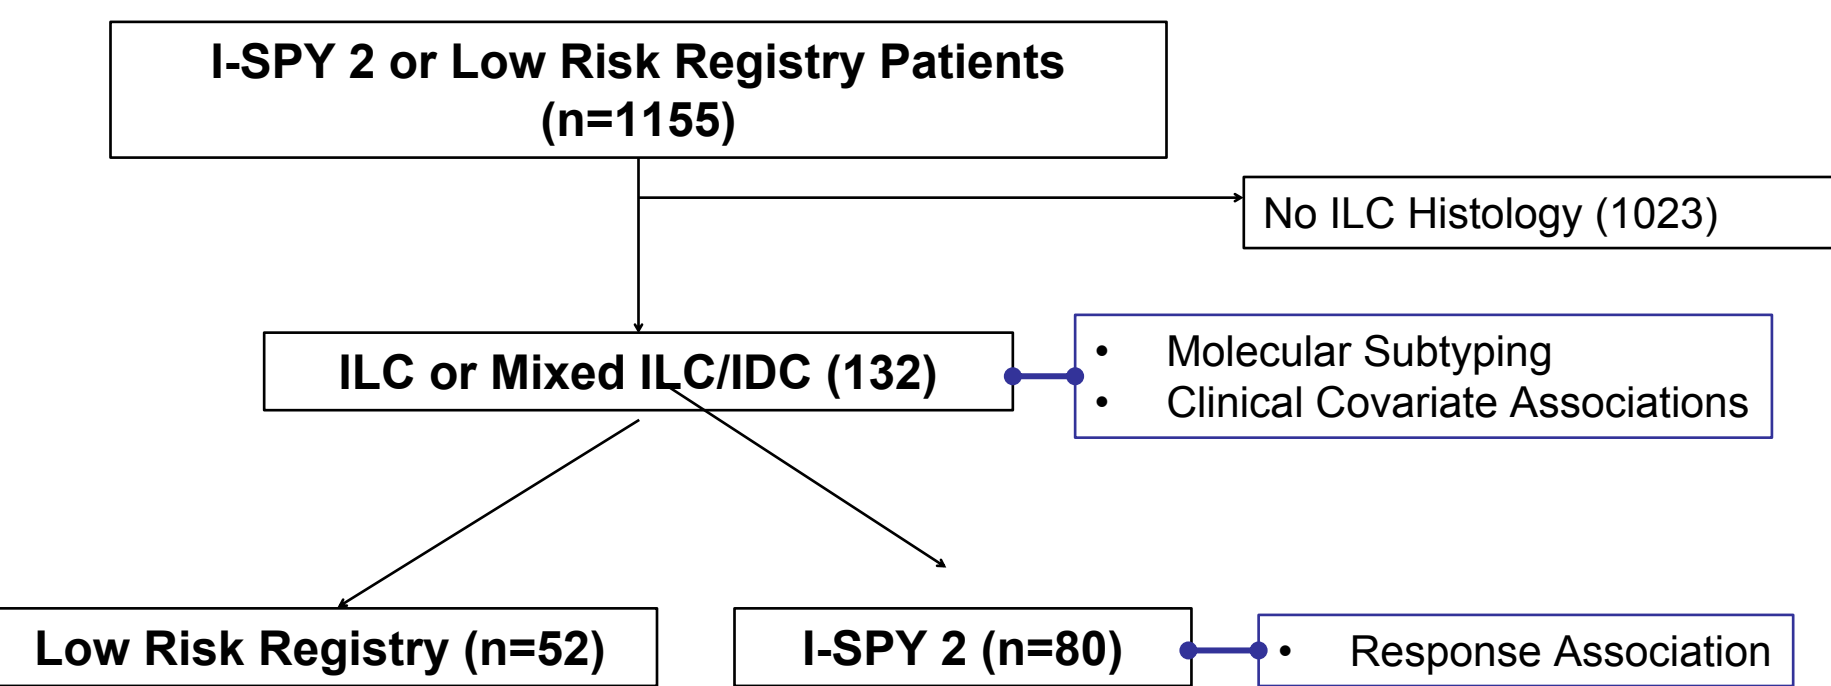 I-SPY 2 or Low Risk Registry Patients
(n=1155)
No ILC Histology (1023)
ILC or Mixed ILC/IDC (132)
• Molecular Subtyping
• Clinical Covariate Associations
Low Risk Registry (n=52)
I-SPY 2 (n=80)
• Response Association